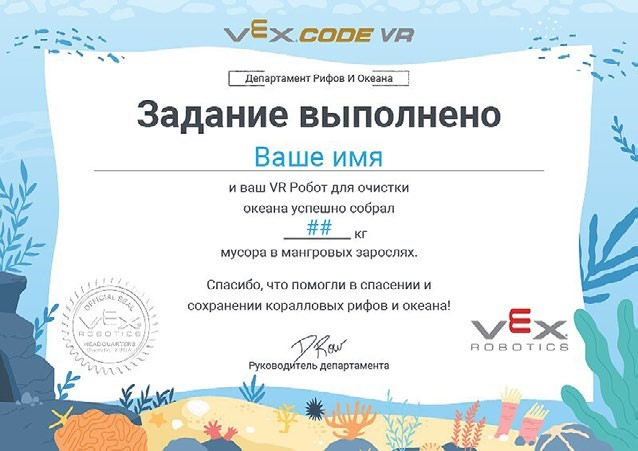 VEX CODE VR
Департамент Рифов И Океана
Задание выполнено
Ваше имя
и ваш VR Робот для очистки
океана успешно собрал
## кг
мусора в мангровых зарослях.
Спасибо, что помогли в спасении и
сохранении коралловых рифов и океана!
OFFICIAL SEAL
VEX
ROBOTICS
HEADQUARTERS
VEX
ROBOTICS
Руководитель департамента